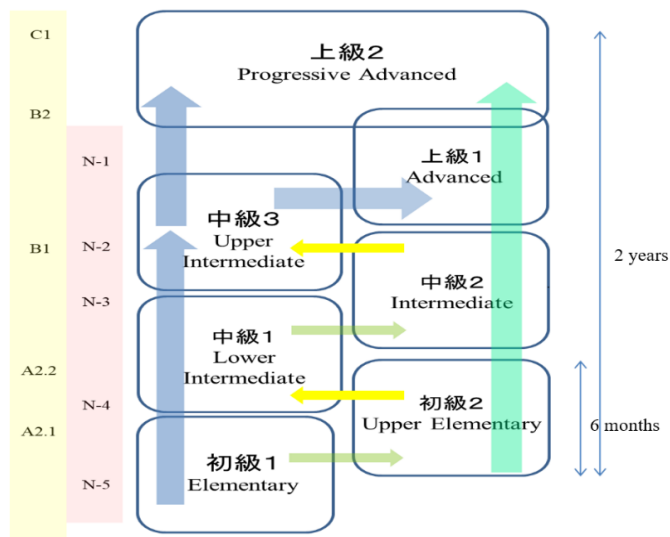 C1
B2
B1
A2.2
A2.1
N-1
N-2
N-3
N-4
N-5
上級2
Progressive Advanced
上級1
Advanced
中級3
Upper
Intermediate
中級2
Intermediate
中級1
Lower
Intermediate
初級2
Upper Elementary
初級1
Elementary
2 years
6 months